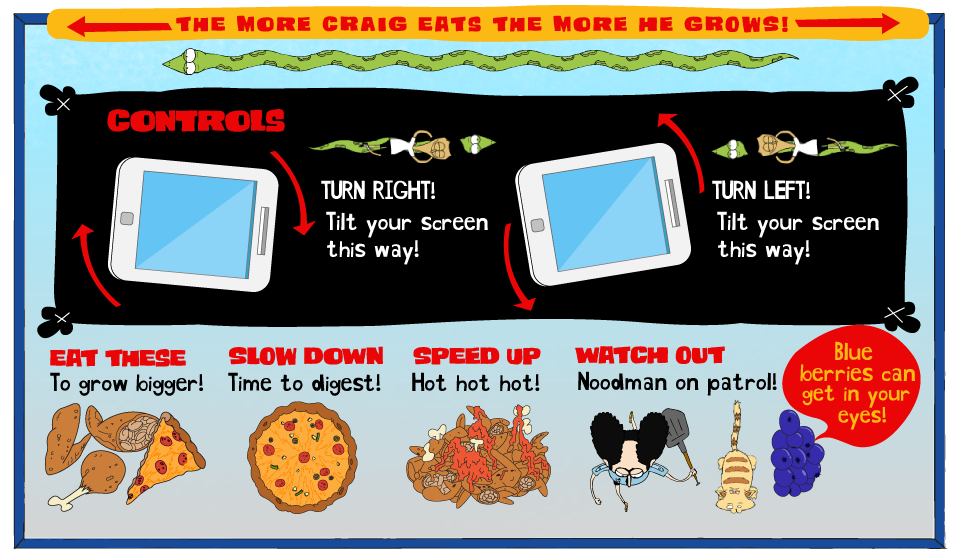 THE MORE CRAIG EATS THE MORE HE GROWS!
CONTROLS
TURN RIGHT!
Tilt your screen
this way!
TURN LEFT!
Tilt your screen
this way!
EAT THESE
To grow bigger!
SLOW DOWN
Time to digest!
SPEED UP
Hot hot hot!
WATCH OUT
Noodman on patrol!
Blue
berries can
get in your
eyes!